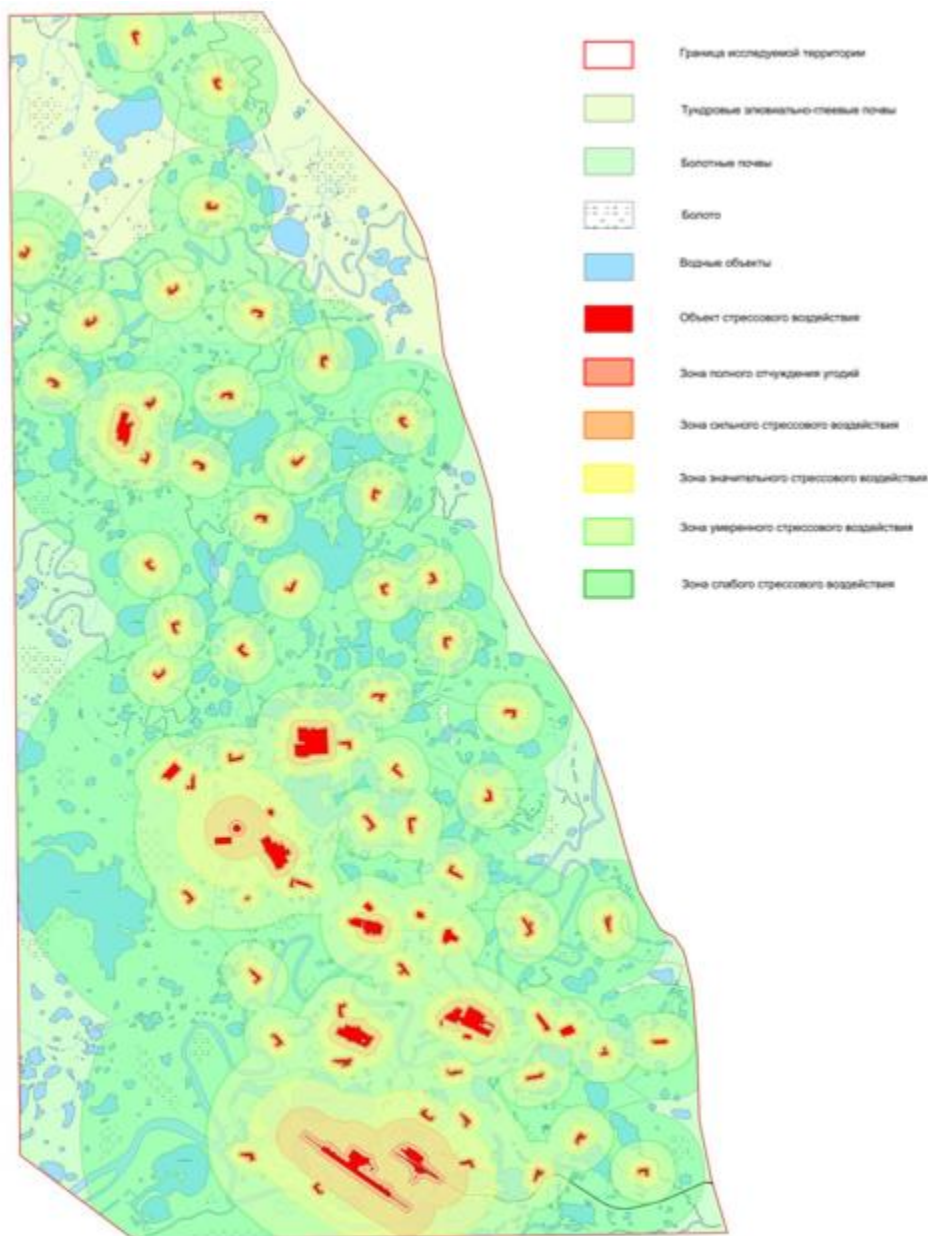 Граница исследуемой территории
Тундровые элювиально-глеевые почвы
Болотные почвы
Болото
Водные объекты
Объект стрессового воздействия
Зона полного отчуждения угодий
Зона сильного стрессового воздействия
Зона значительного стрессового воздействия
Зона умеренного стрессового воздействия
Зона слабого стрессового воздействия